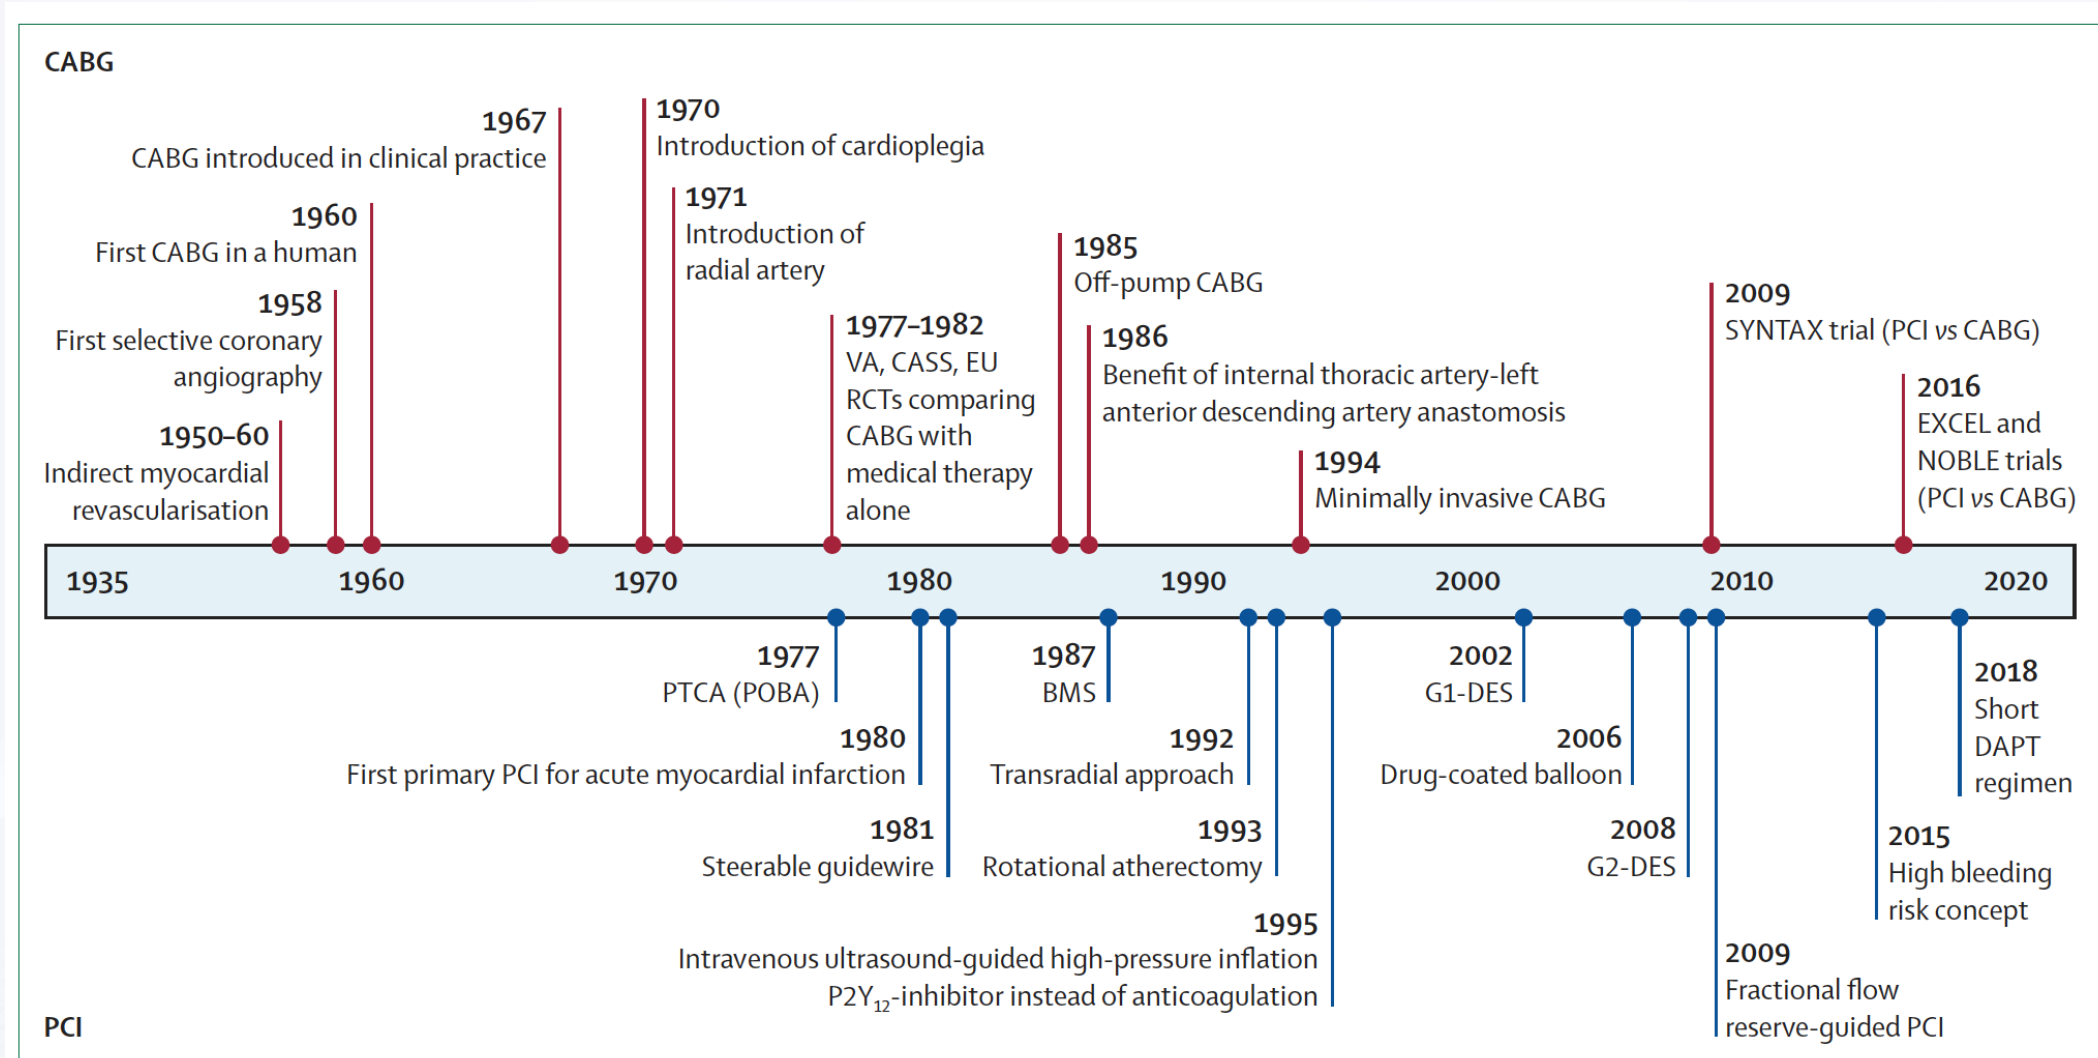 CABG
1967
CABG introduced in clinical practice
1970
Introduction of cardioplegia
1960
First CABG in a human
1971
Introduction of
radial artery
1958
First selective coronary
angiography
1985
Off-pump CABG
1977–1982
VA, CASS, EU
RCTs comparing
CABG with
medical therapy
alone
1986
Benefit of internal thoracic artery-left
anterior descending artery anastomosis
2009
SYNTAX trial (PCI vs CABG)
2016
EXCEL and
NOBLE trials
(PCI vs CABG)
1950–60
Indirect myocardial
revascularisation
1994
Minimally invasive CABG
1935 1960 1970 1980 1990 2000 2010 2020
1977
PTCA (POBA)
1987
BMS
2002
G1-DES
2018
Short
DAPT
regimen
1980
First primary PCI for acute myocardial infarction
1992
Transradial approach
2006
Drug-coated balloon
1981
Steerable guidewire
1993
Rotational atherectomy
2008
G2-DES
2015
High bleeding
risk concept
1995
Intravenous ultrasound-guided high-pressure inflation
P2Y₁₂-inhibitor instead of anticoagulation
2009
Fractional flow
reserve-guided PCI
PCI